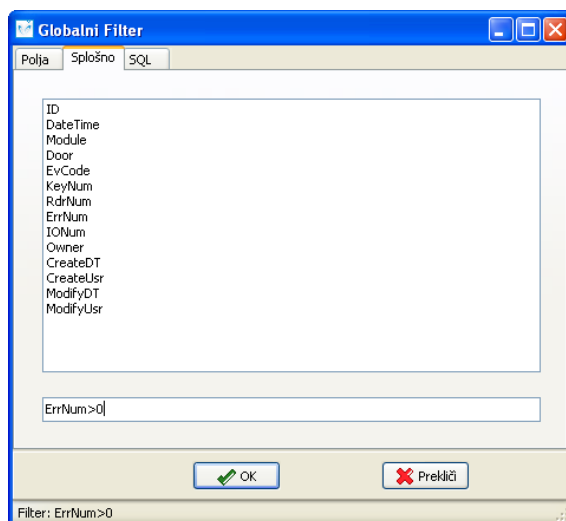 Globalni Filter
Polja Splošno SQL
ID
DateTime
Module
Door
EvCode
KeyNum
RdrNum
ErrNum
IONum
Owner
CreateDT
CreateUsr
ModifyDT
ModifyUsr
ErrNum>0
OK Prekliči
Filter: ErrNum>0